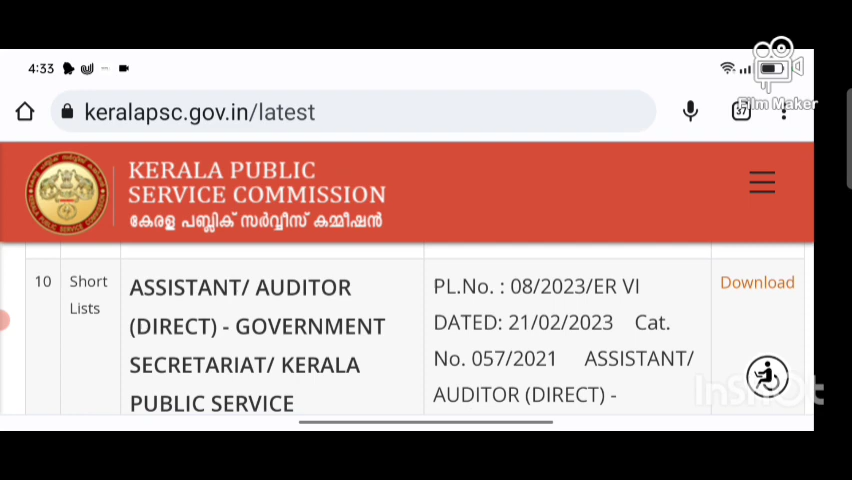 4:33
Film Maker
keralapsc.gov.in/latest
37
KERALA PUBLIC
SERVICE COMMISSION
കേരള പബ്ലിക് സർവ്വീസ് കമ്മീഷൻ
10
Short
Lists
ASSISTANT/ AUDITOR
(DIRECT) - GOVERNMENT
SECRETARIAT/ KERALA
PUBLIC SERVICE
PL.No. : 08/2023/ER VI
DATED: 21/02/2023 Cat.
No. 057/2021 ASSISTANT/
AUDITOR (DIRECT) -
Download
InShOt